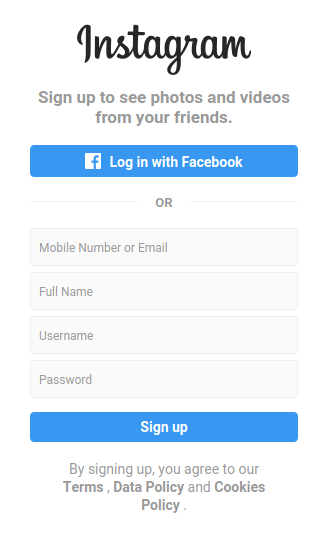 Instagram
Sign up to see photos and videos
from your friends.
Log in with Facebook
OR
Mobile Number or Email
Full Name
Username
Password
Sign up
By signing up, you agree to our
Terms , Data Policy and Cookies
Policy .